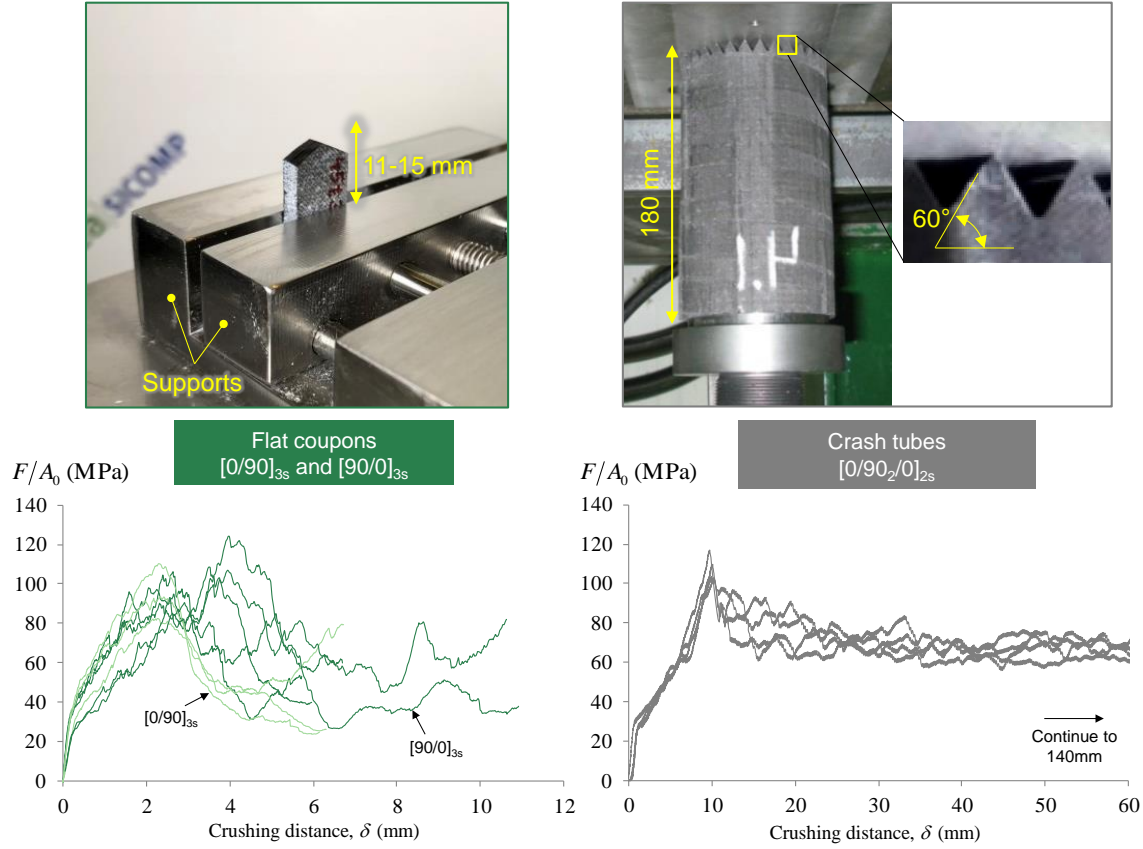 SICOMP
11-15 mm
Supports
180 mm
1.4
60°
Flat coupons
[0/90]₃ₛ and [90/0]₃ₛ
Crash tubes
[0/90₂/0]₂ₛ
F/A₀ (MPa)
140
120
100
80
60
40
20
0
0 2 4 6 8 10 12
[0/90]₃ₛ
[90/0]₃ₛ
Crushing distance, δ (mm)
F/A₀ (MPa)
140
120
100
80
60
40
20
0
0 10 20 30 40 50 60
Continue to
140mm
Crushing distance, δ (mm)